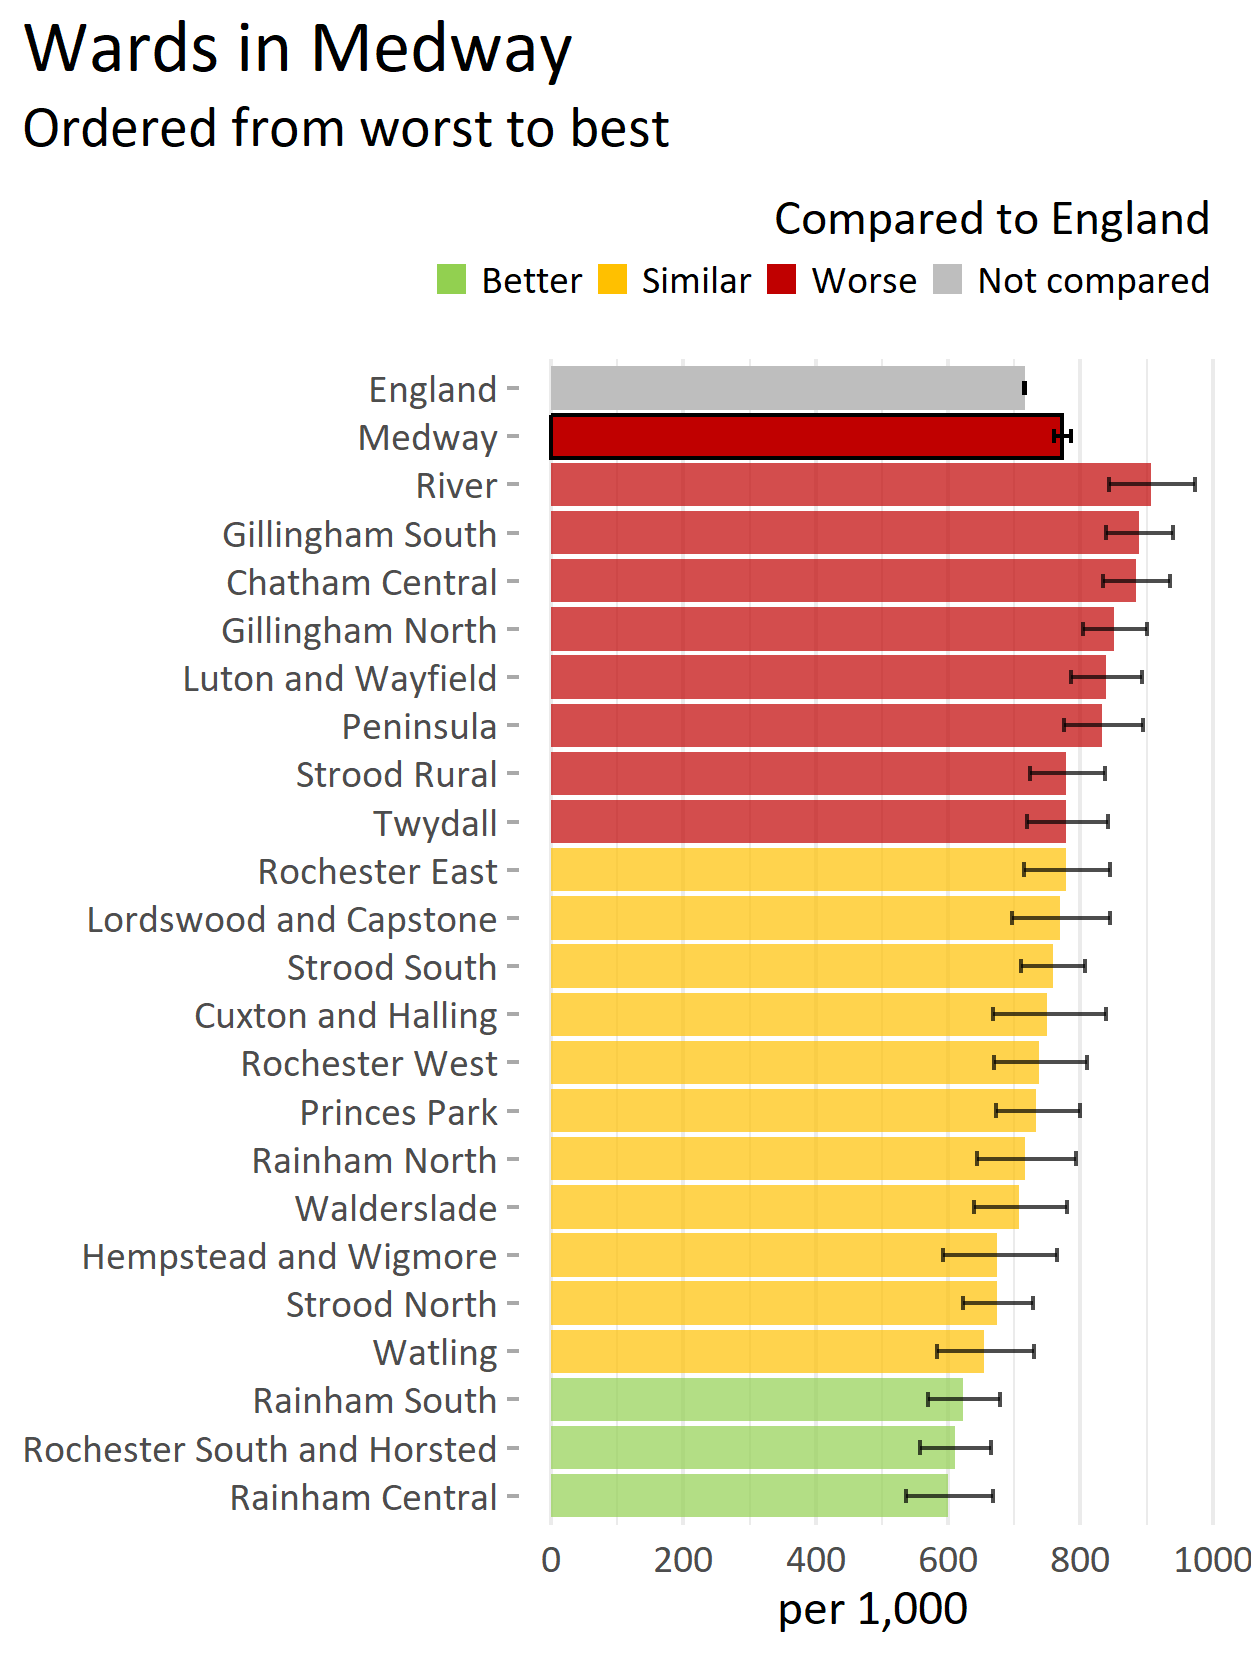 Wards in Medway
Ordered from worst to best
Compared to England
Better Similar Worse Not compared
England
Medway
River
Gillingham South
Chatham Central
Gillingham North
Luton and Wayfield
Peninsula
Strood Rural
Twydall
Rochester East
Lordswood and Capstone
Strood South
Cuxton and Halling
Rochester West
Princes Park
Rainham North
Walderslade
Hempstead and Wigmore
Strood North
Watling
Rainham South
Rochester South and Horsted
Rainham Central
0 200 400 600 800 1000
per 1,000